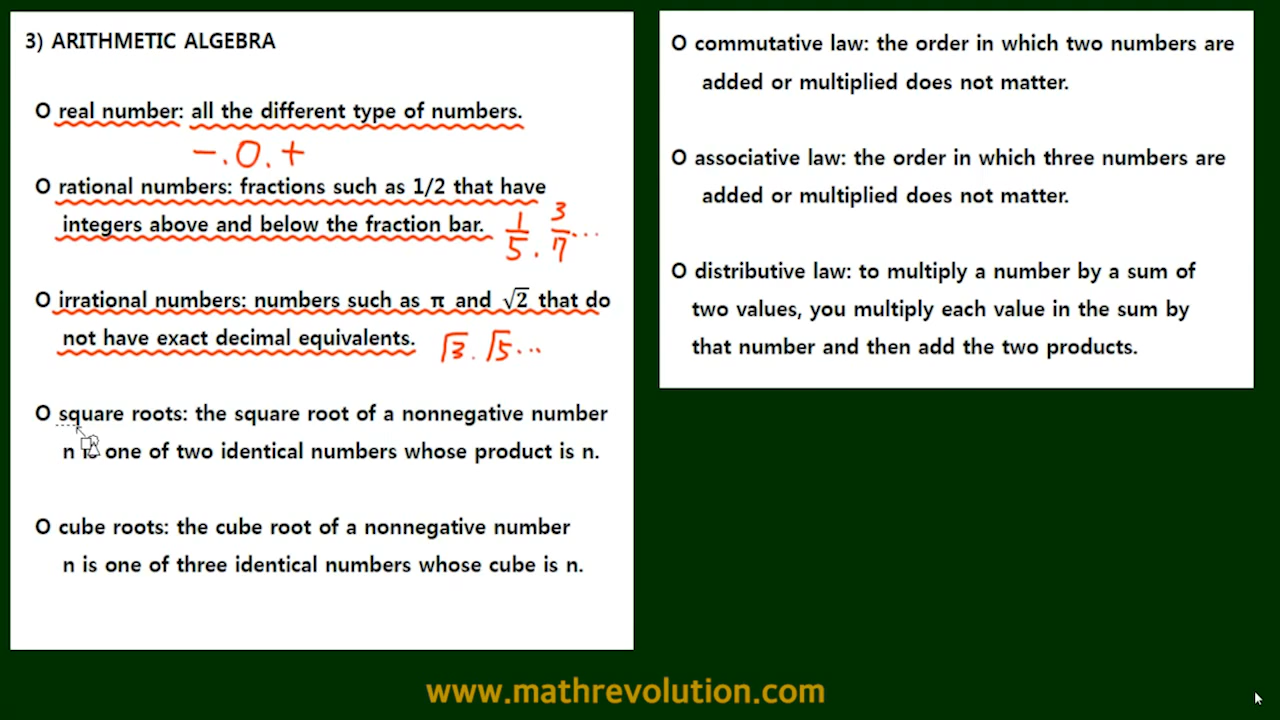 3) ARITHMETIC ALGEBRA
O real number: all the different type of numbers.
−. 0. +
O rational numbers: fractions such as 1/2 that have
integers above and below the fraction bar. 1/5 . 3/7 ...
O irrational numbers: numbers such as π and √2 that do
not have exact decimal equivalents. √3 . √5 ...
O square roots: the square root of a nonnegative number
n one of two identical numbers whose product is n.
O cube roots: the cube root of a nonnegative number
n is one of three identical numbers whose cube is n.
O commutative law: the order in which two numbers are
added or multiplied does not matter.
O associative law: the order in which three numbers are
added or multiplied does not matter.
O distributive law: to multiply a number by a sum of
two values, you multiply each value in the sum by
that number and then add the two products.
www.mathrevolution.com